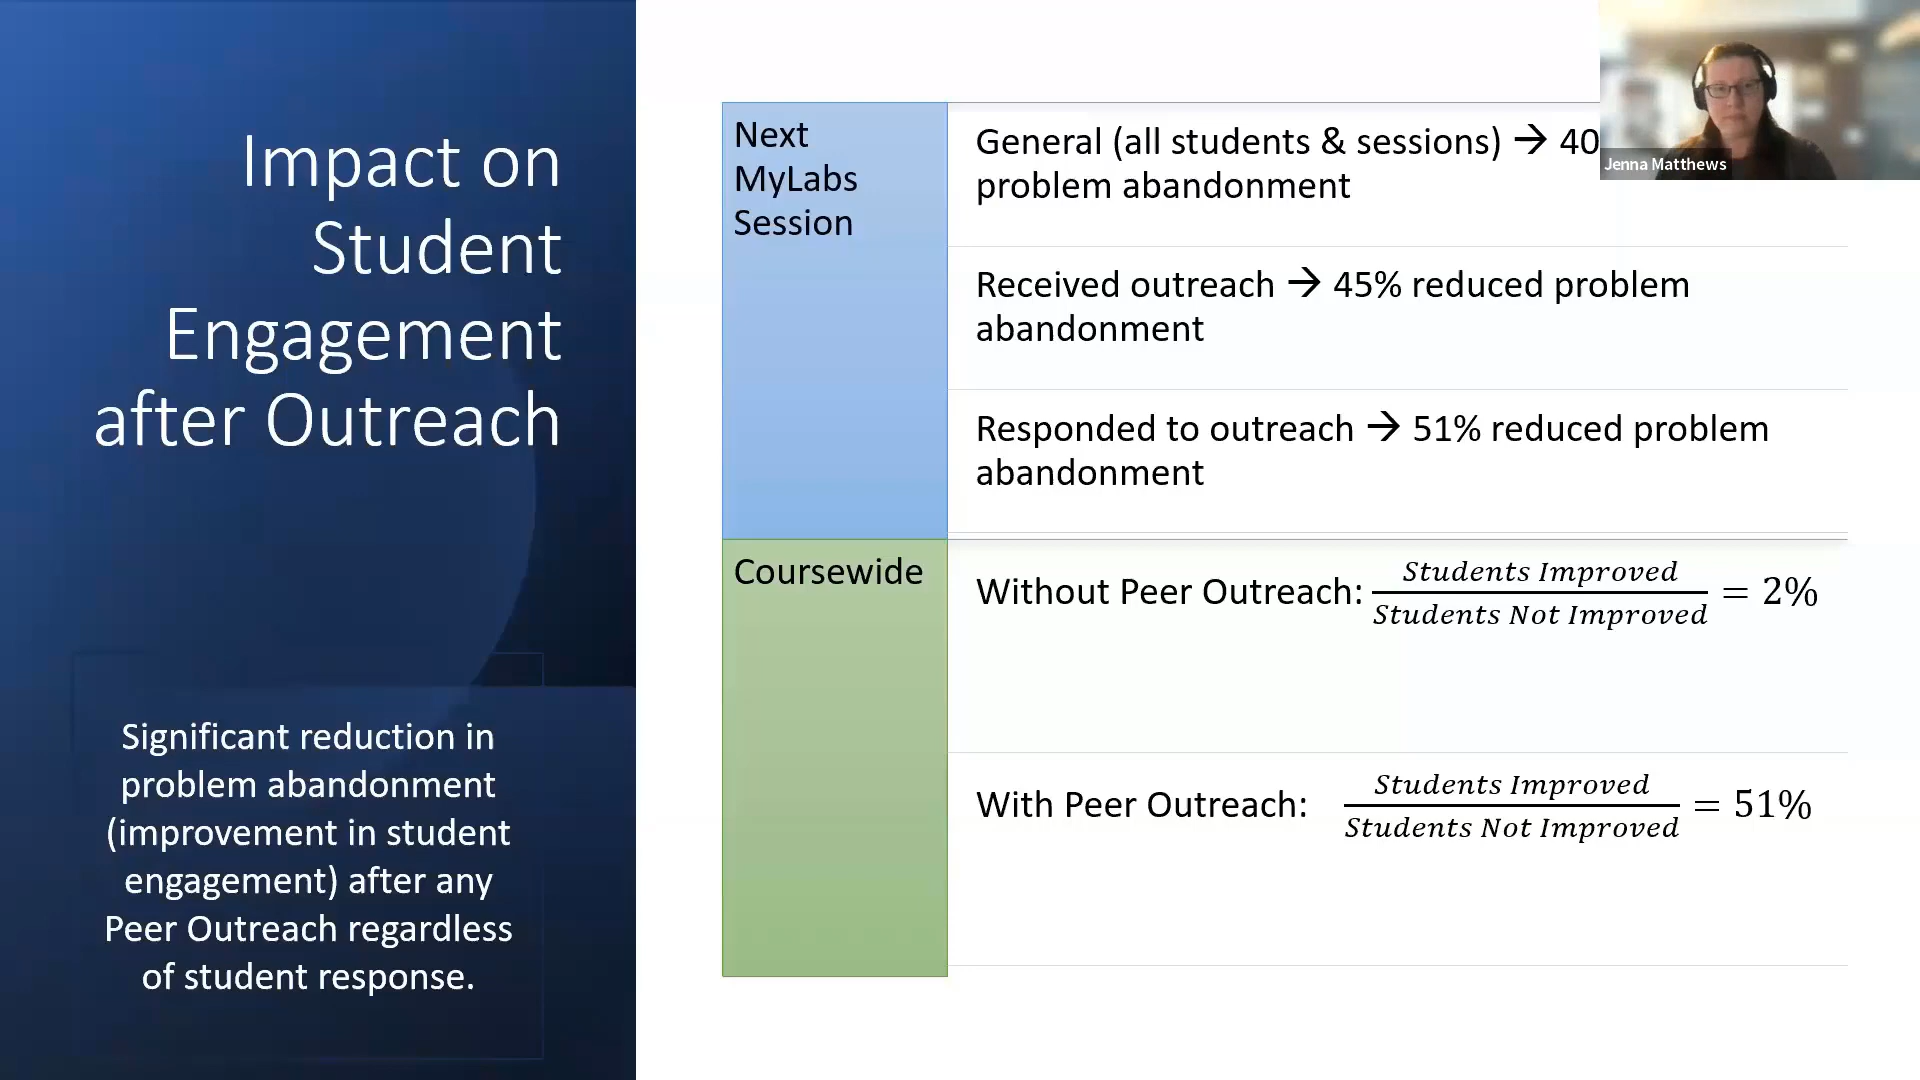 Impact on
Student
Engagement
after Outreach
Significant reduction in
problem abandonment
(improvement in student
engagement) after any
Peer Outreach regardless
of student response.
Next
MyLabs
Session
General (all students & sessions) → 40
problem abandonment
Received outreach → 45% reduced problem
abandonment
Responded to outreach → 51% reduced problem
abandonment
Coursewide
Without Peer Outreach: Students Improved / Students Not Improved = 2%
With Peer Outreach: Students Improved / Students Not Improved = 51%
Jenna Matthews